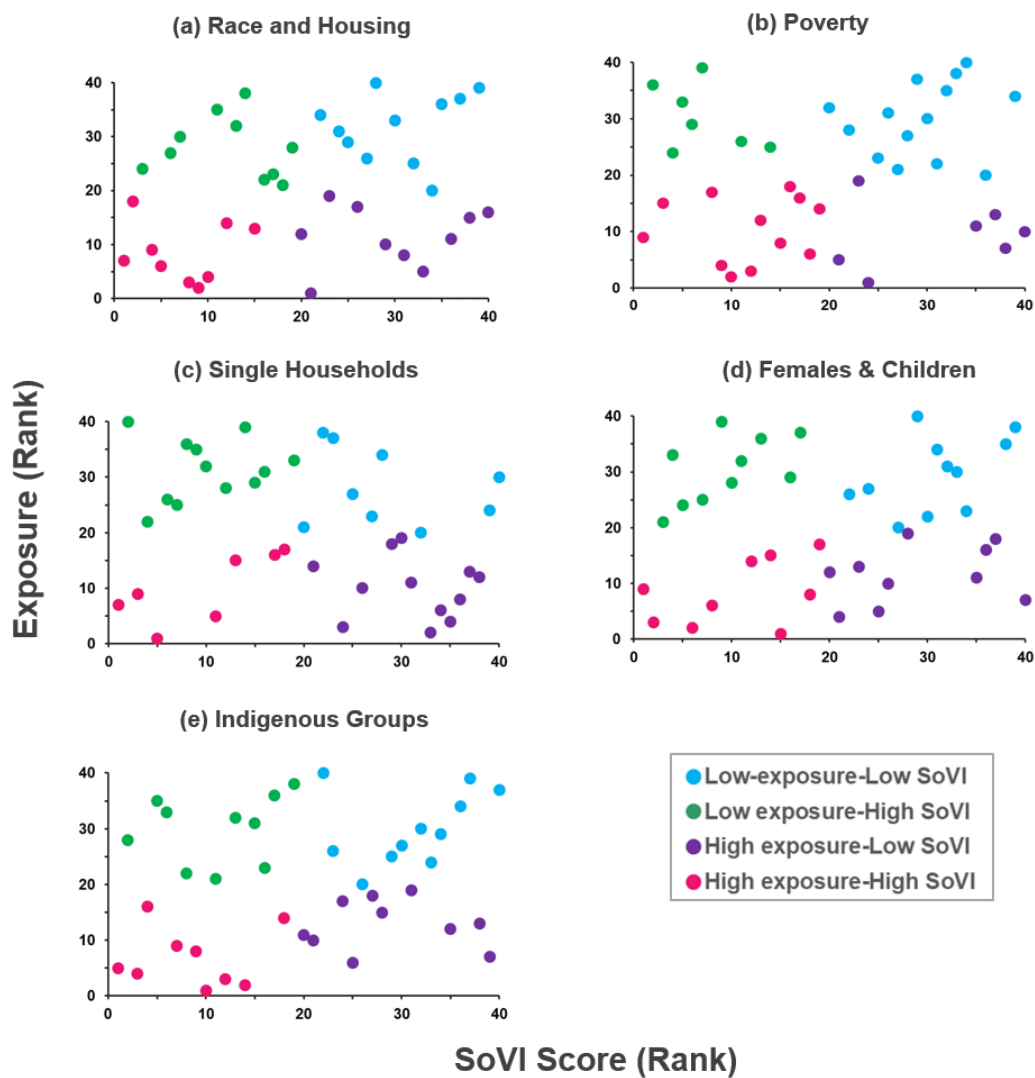 (a) Race and Housing
(b) Poverty
40
30
20
10
0
0 10 20 30 40
40
30
20
10
0
0 10 20 30 40
(c) Single Households
(d) Females & Children
40
30
20
10
0
0 10 20 30 40
40
30
20
10
0
0 10 20 30 40
(e) Indigenous Groups
40
30
20
10
0
0 10 20 30 40
Exposure (Rank)
SoVI Score (Rank)
Low-exposure-Low SoVI
Low exposure-High SoVI
High exposure-Low SoVI
High exposure-High SoVI